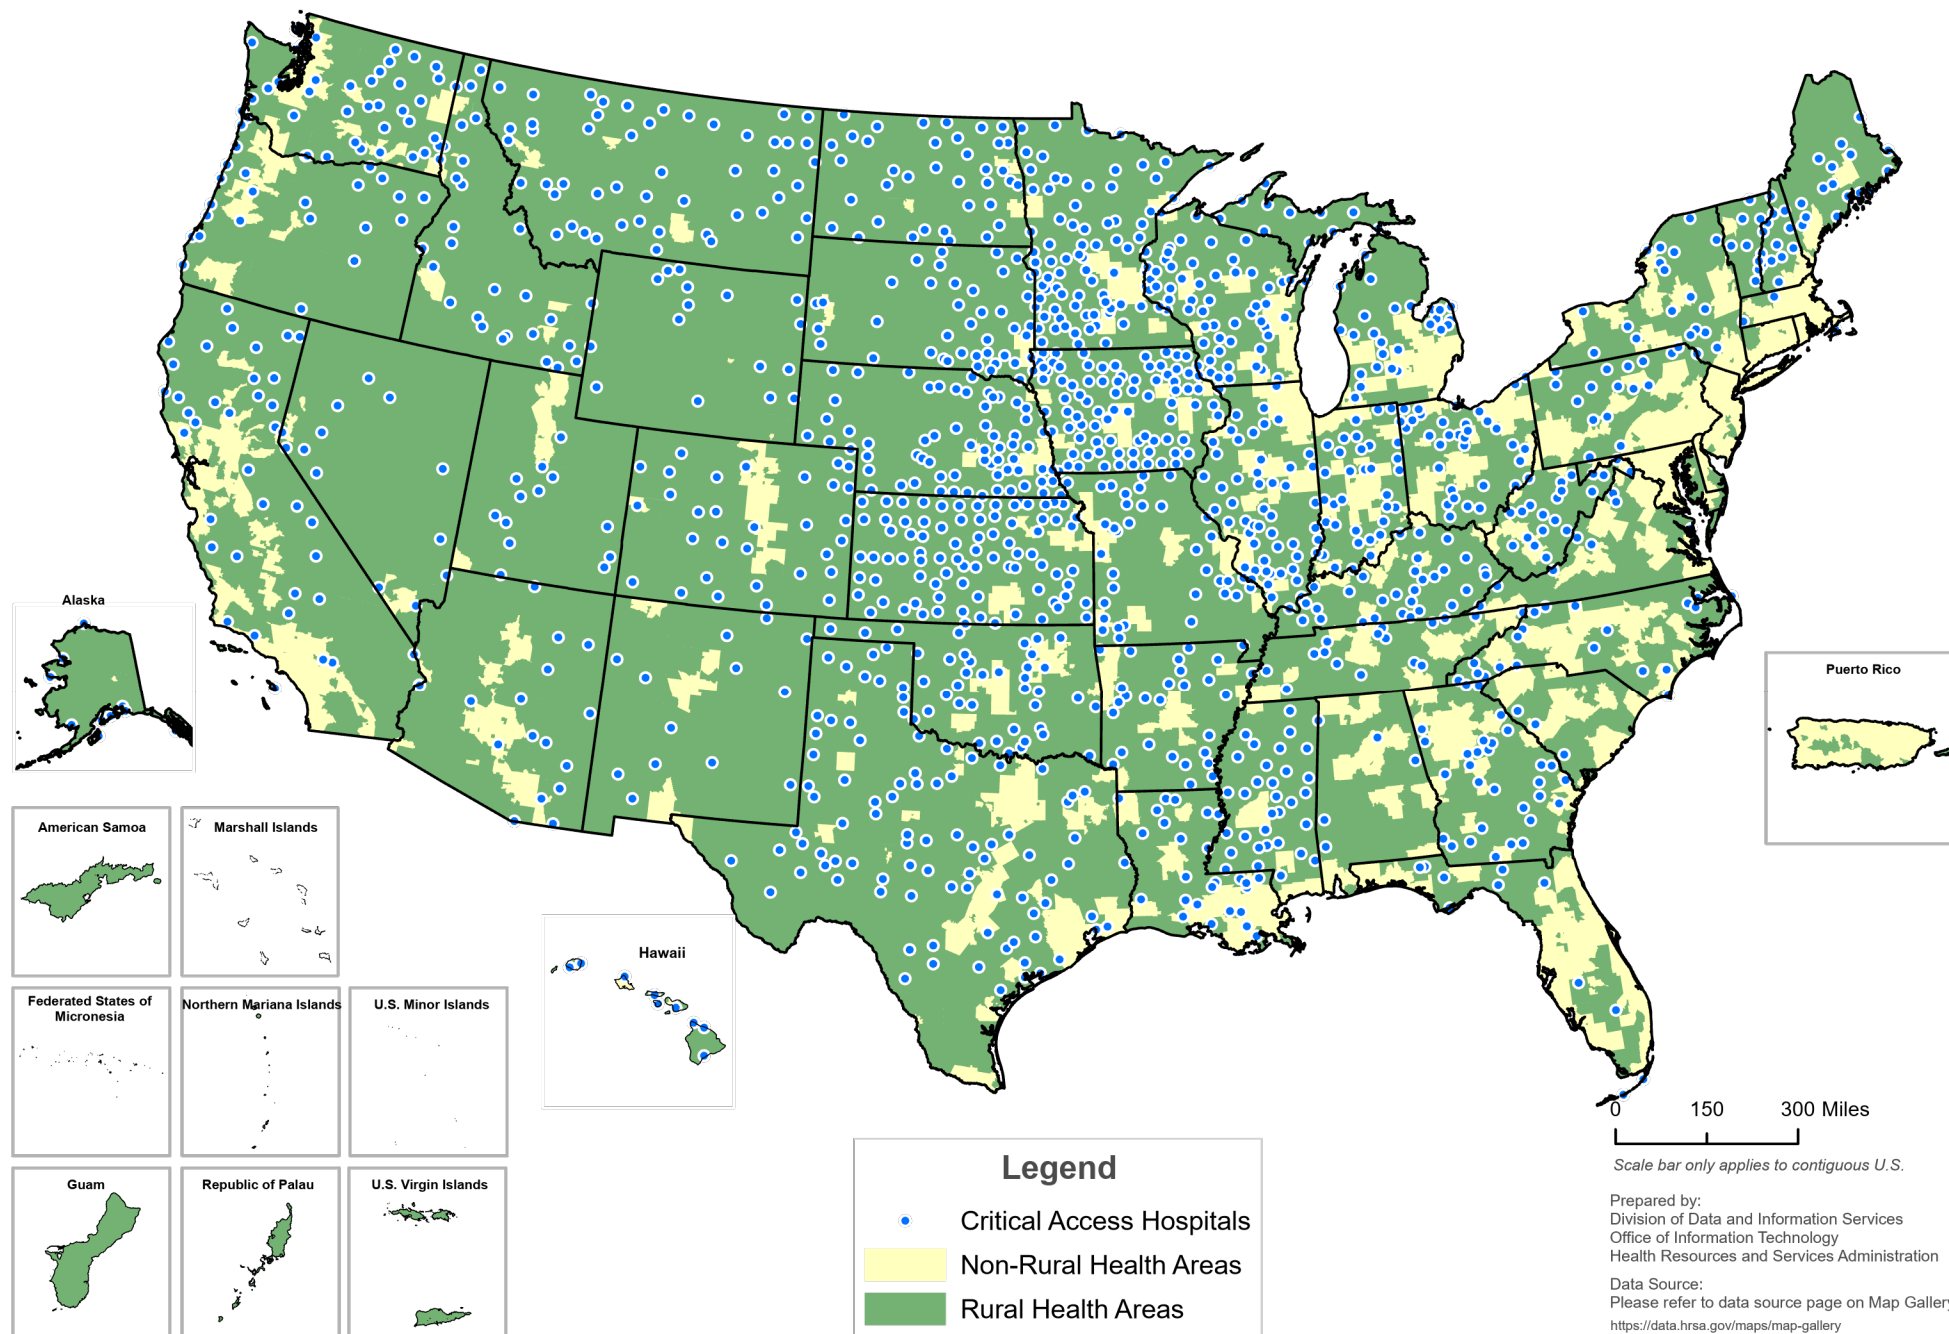 Alaska
Puerto Rico
American Samoa
Marshall Islands
Hawaii
Federated States of
Micronesia
Northern Mariana Islands
U.S. Minor Islands
Guam
Republic of Palau
U.S. Virgin Islands
0 150 300 Miles
Scale bar only applies to contiguous U.S.
Legend
Critical Access Hospitals
Non-Rural Health Areas
Rural Health Areas
Prepared by:
Division of Data and Information Services
Office of Information Technology
Health Resources and Services Administration
Data Source:
Please refer to data source page on Map Gallery
https://data.hrsa.gov/maps/map-gallery